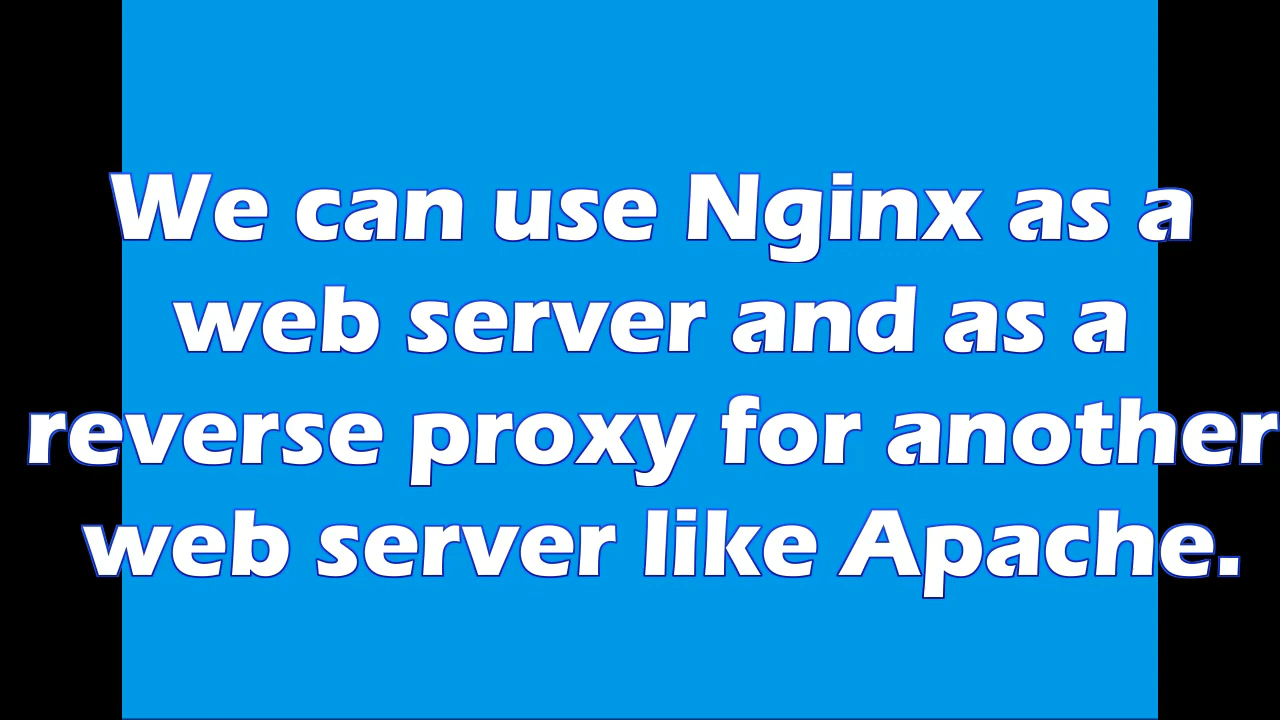 We can use Nginx as a
web server and as a
reverse proxy for another
web server like Apache.